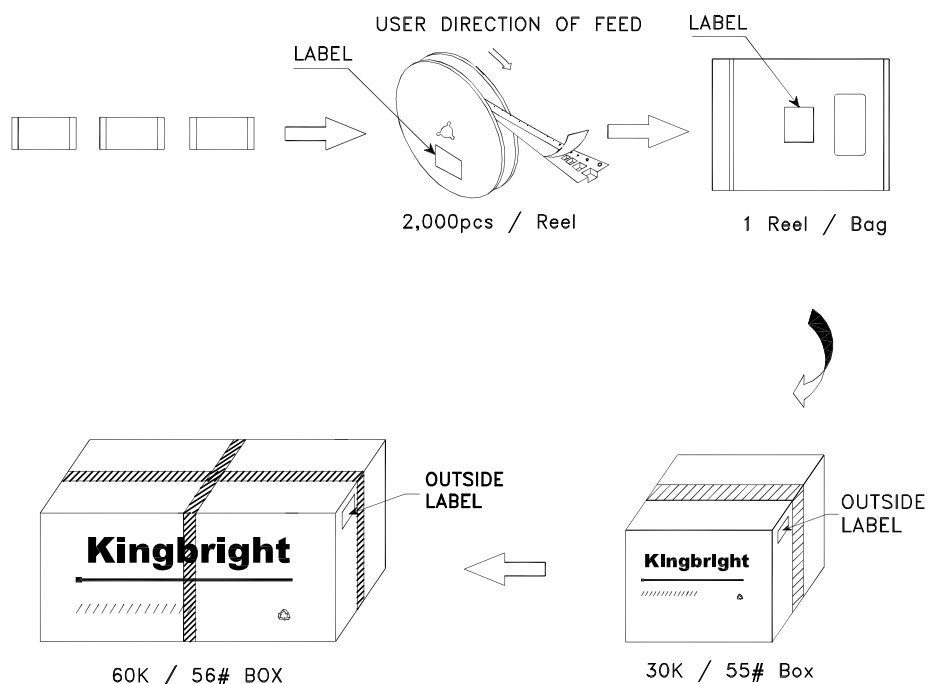 USER DIRECTION OF FEED
LABEL
LABEL
2,000pcs / Reel
1 Reel / Bag
OUTSIDE
LABEL
OUTSIDE
LABEL
Kingbright
Kingbright
60K / 56# BOX
30K / 55# Box